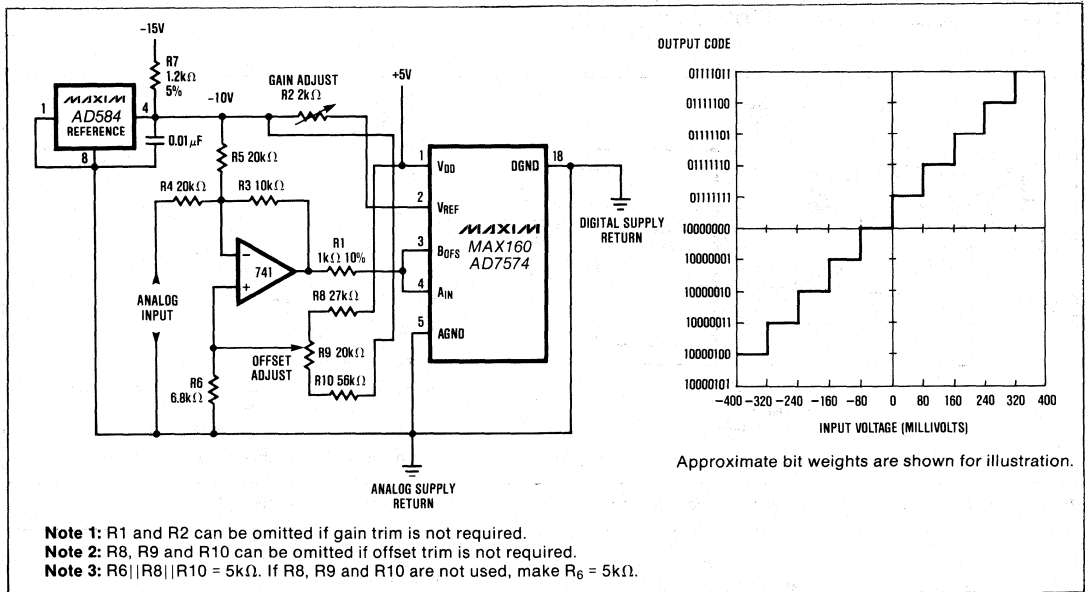 -15V
R7
1.2kΩ
5%
MAXIM
AD584
REFERENCE
1
4
8
0.01 μF
-10V
GAIN ADJUST
R2 2kΩ
+5V
R5 20kΩ
R4 20kΩ
R3 10kΩ
741
−
+
R1
1kΩ 10%
ANALOG
INPUT
R8 27kΩ
R9 20kΩ
R10 56kΩ
OFFSET
ADJUST
R6
6.8kΩ
1
VDD
DGND
18
2
VREF
MAXIM
MAX160
AD7574
3
BOFS
4
AIN
5
AGND
DIGITAL SUPPLY
RETURN
ANALOG SUPPLY
RETURN
OUTPUT CODE
01111011
01111100
01111101
01111110
01111111
10000000
10000001
10000010
10000011
10000100
10000101
-400 -320 -240 -160 -80 0 80 160 240 320 400
INPUT VOLTAGE (MILLIVOLTS)
Approximate bit weights are shown for illustration.
Note 1: R1 and R2 can be omitted if gain trim is not required.
Note 2: R8, R9 and R10 can be omitted if offset trim is not required.
Note 3: R6||R8||R10 = 5kΩ. If R8, R9 and R10 are not used, make R6 = 5kΩ.